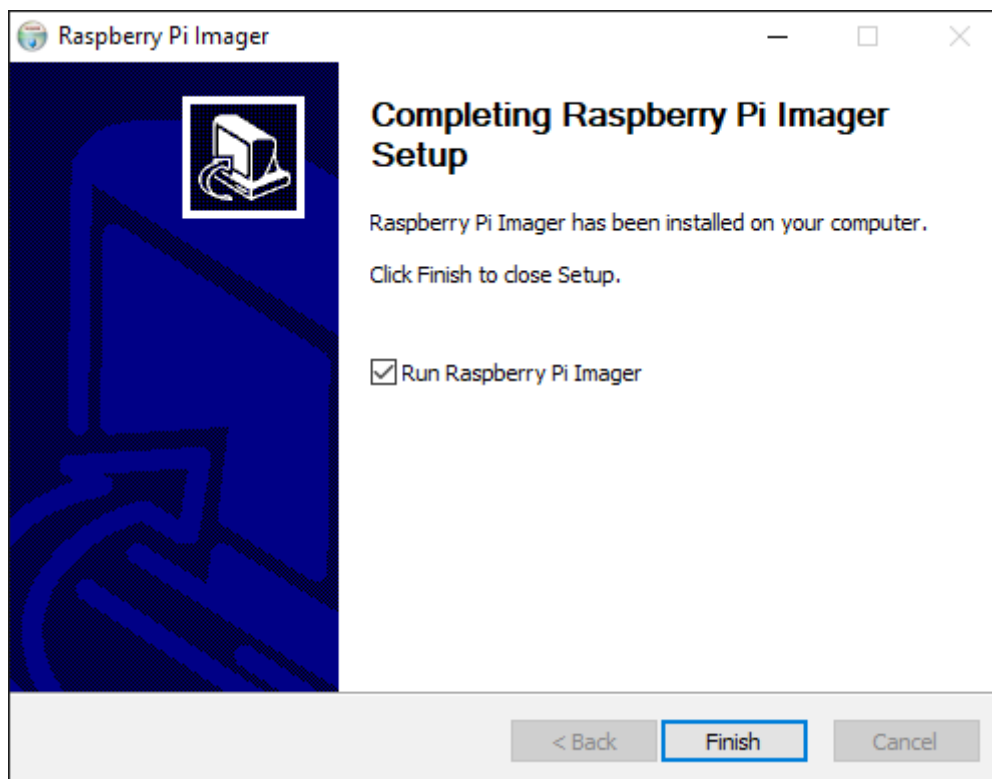 Raspberry Pi Imager
Completing Raspberry Pi Imager
Setup
Raspberry Pi Imager has been installed on your computer.
Click Finish to close Setup.
Run Raspberry Pi Imager
< Back
Finish
Cancel